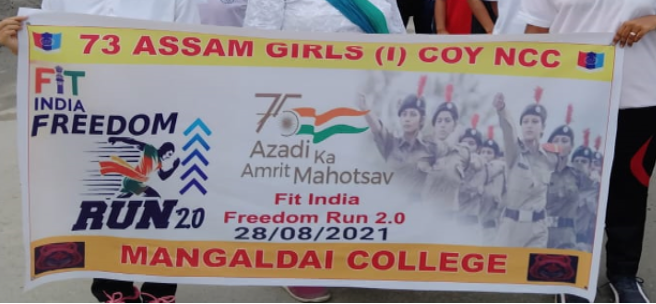 73 ASSAM GIRLS (I) COY NCC
FiT
INDIA
FREEDOM
RUN 2.0
75
Azadi Ka
Amrit Mahotsav
Fit India
Freedom Run 2.0
28/08/2021
MANGALDAI COLLEGE